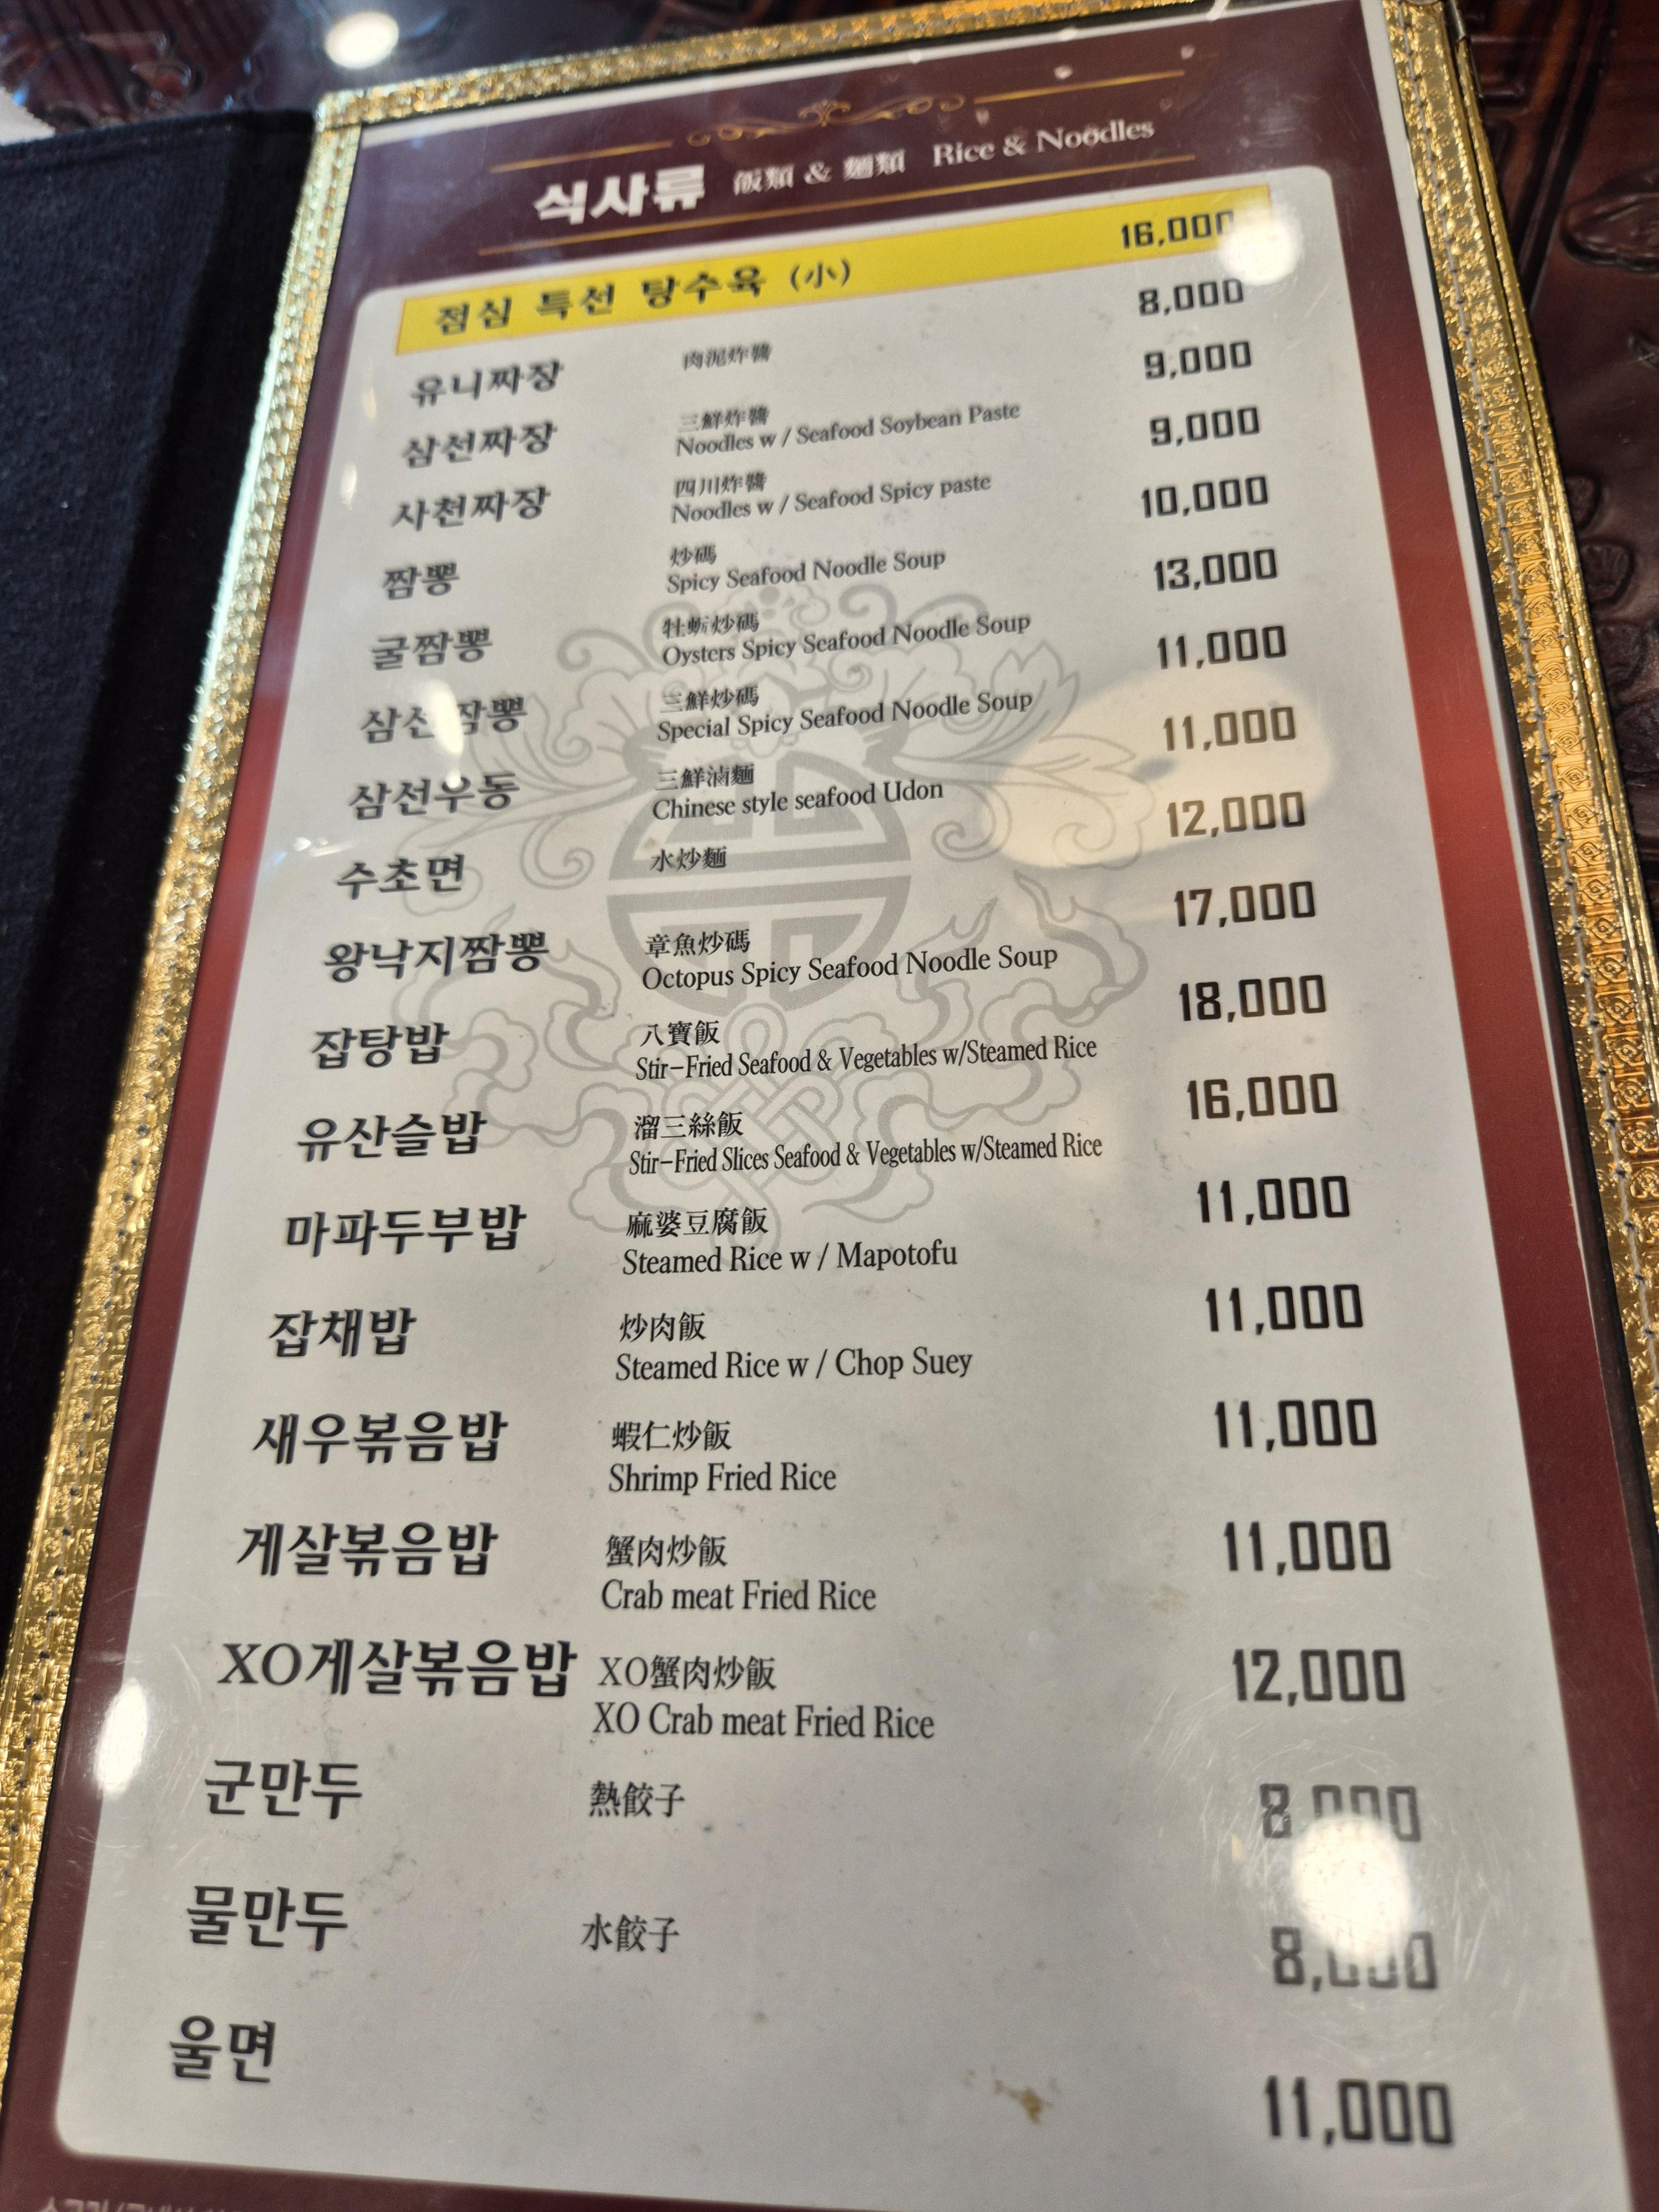 식사류 飯類 & 麵類 Rice & Noodles
점심 특선 탕수육 (小) 16,000
유니짜장 肉泥炸醬 8,000
삼선짜장 三鮮炸醬 9,000
Noodles w / Seafood Soybean Paste
사천짜장 四川炸醬 9,000
Noodles w / Seafood Spicy paste
짬뽕 炒碼 10,000
Spicy Seafood Noodle Soup
굴짬뽕 牡蛎炒碼 13,000
Oysters Spicy Seafood Noodle Soup
삼선짬뽕 三鮮炒碼 11,000
Special Spicy Seafood Noodle Soup
삼선우동 三鮮滷麵 11,000
Chinese style seafood Udon
수초면 水炒麵 12,000
왕낙지짬뽕 章魚炒碼 17,000
Octopus Spicy Seafood Noodle Soup
잡탕밥 八寶飯 18,000
Stir-Fried Seafood & Vegetables w/Steamed Rice
유산슬밥 溜三絲飯 16,000
Stir-Fried Slices Seafood & Vegetables w/Steamed Rice
마파두부밥 麻婆豆腐飯 11,000
Steamed Rice w / Mapotofu
잡채밥 炒肉飯 11,000
Steamed Rice w / Chop Suey
새우볶음밥 蝦仁炒飯 11,000
Shrimp Fried Rice
게살볶음밥 蟹肉炒飯 11,000
Crab meat Fried Rice
XO게살볶음밥 XO蟹肉炒飯 12,000
XO Crab meat Fried Rice
군만두 熱餃子 8,000
물만두 水餃子 8,000
울면 11,000